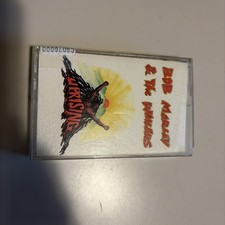 BOB MARLEY
& THE WAILERS
UPRISING